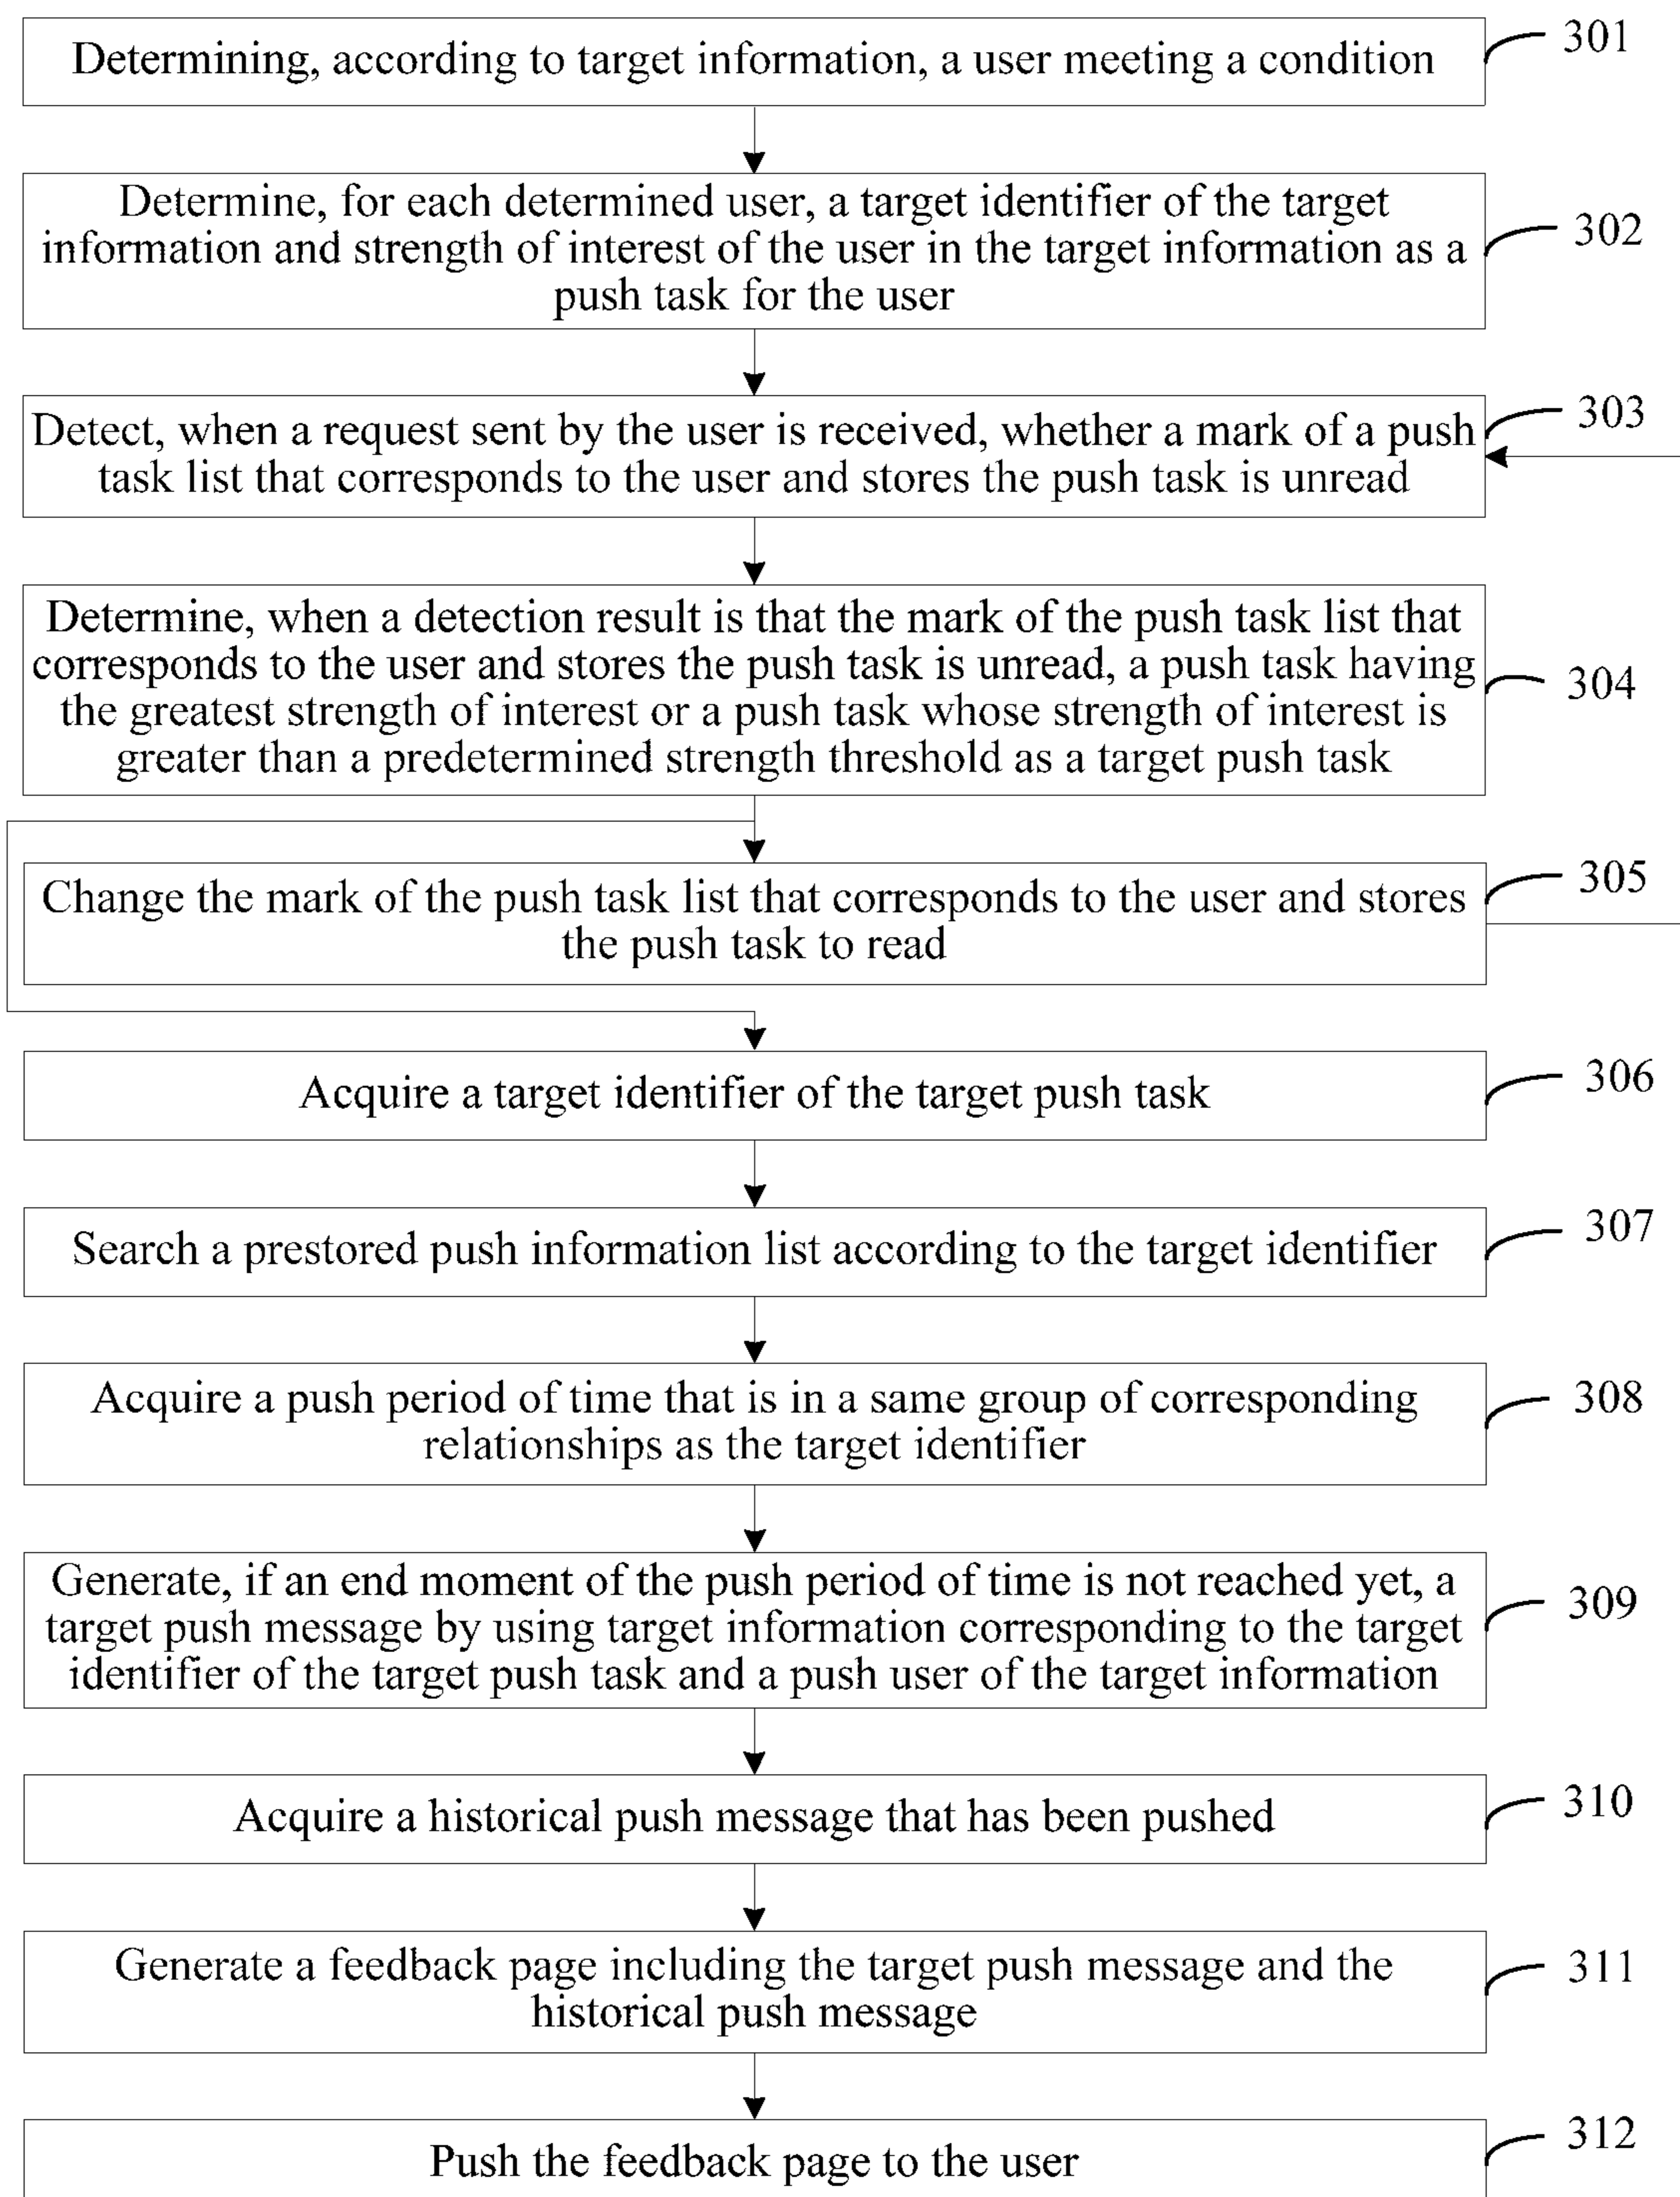 Determining, according to target information, a user meeting a condition
301
Determine, for each determined user, a target identifier of the target
information and strength of interest of the user in the target information as a
push task for the user
302
Detect, when a request sent by the user is received, whether a mark of a push
task list that corresponds to the user and stores the push task is unread
303
Determine, when a detection result is that the mark of the push task list that
corresponds to the user and stores the push task is unread, a push task having
the greatest strength of interest or a push task whose strength of interest is
greater than a predetermined strength threshold as a target push task
304
Change the mark of the push task list that corresponds to the user and stores
the push task to read
305
Acquire a target identifier of the target push task
306
Search a prestored push information list according to the target identifier
307
Acquire a push period of time that is in a same group of corresponding
relationships as the target identifier
308
Generate, if an end moment of the push period of time is not reached yet, a
target push message by using target information corresponding to the target
identifier of the target push task and a push user of the target information
309
Acquire a historical push message that has been pushed
310
Generate a feedback page including the target push message and the
historical push message
311
Push the feedback page to the user
312